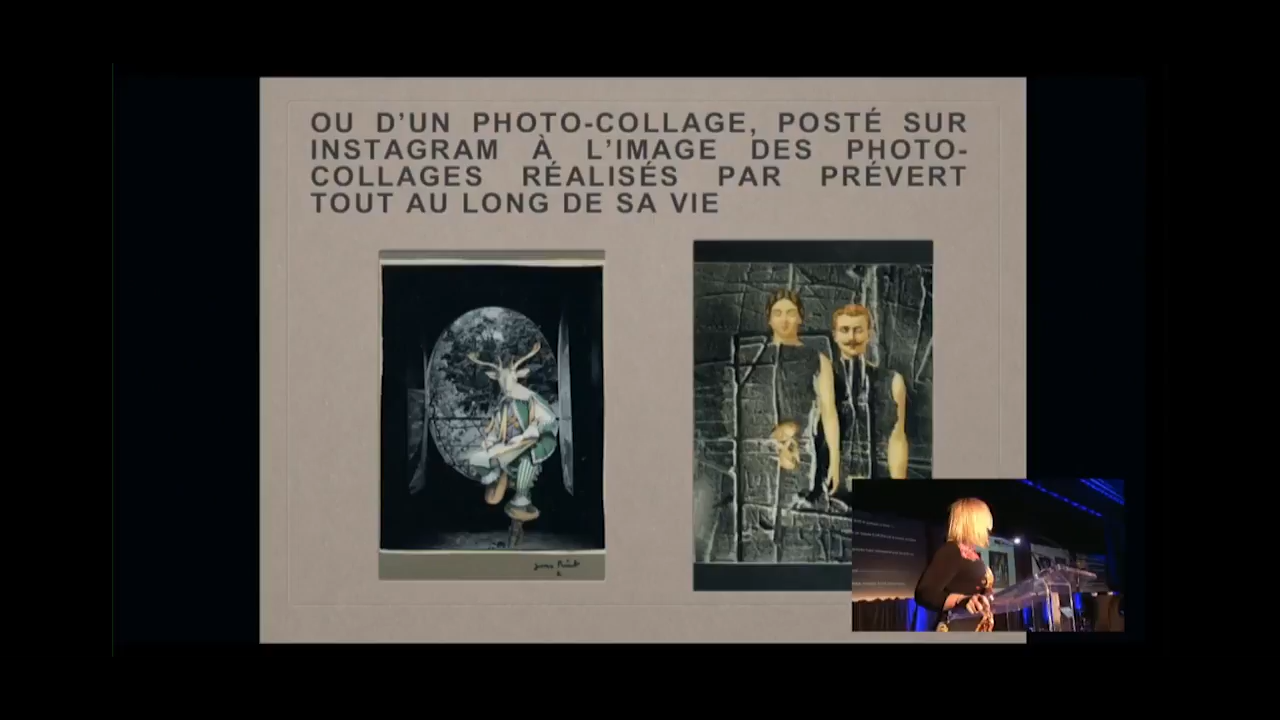 OU D'UN PHOTO-COLLAGE, POSTÉ SUR
INSTAGRAM À L'IMAGE DES PHOTO-
COLLAGES RÉALISÉS PAR PRÉVERT
TOUT AU LONG DE SA VIE